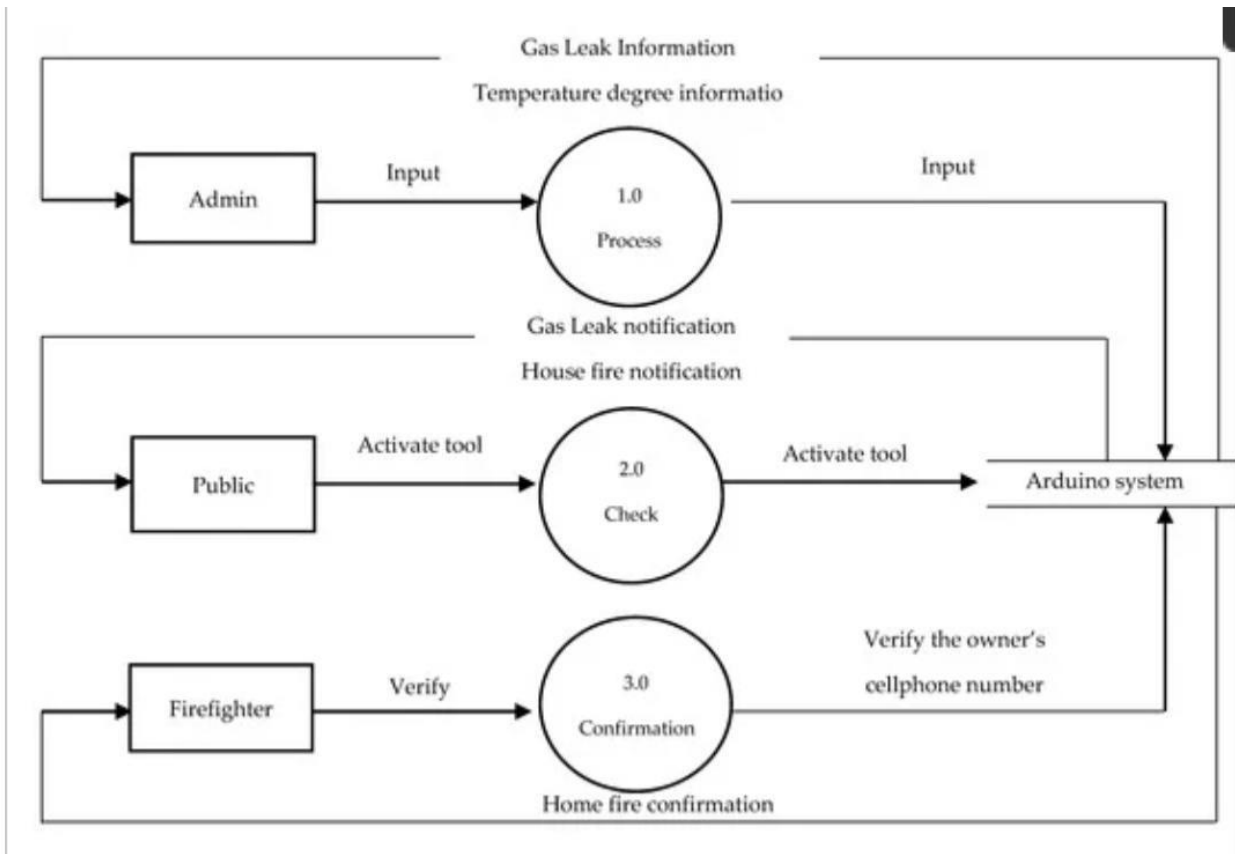 Gas Leak Information
Temperature degree informatio
Admin
Input
1.0
Process
Input
Gas Leak notification
House fire notification
Public
Activate tool
2.0
Check
Activate tool
Arduino system
Firefighter
Verify
3.0
Confirmation
Verify the owner's
cellphone number
Home fire confirmation